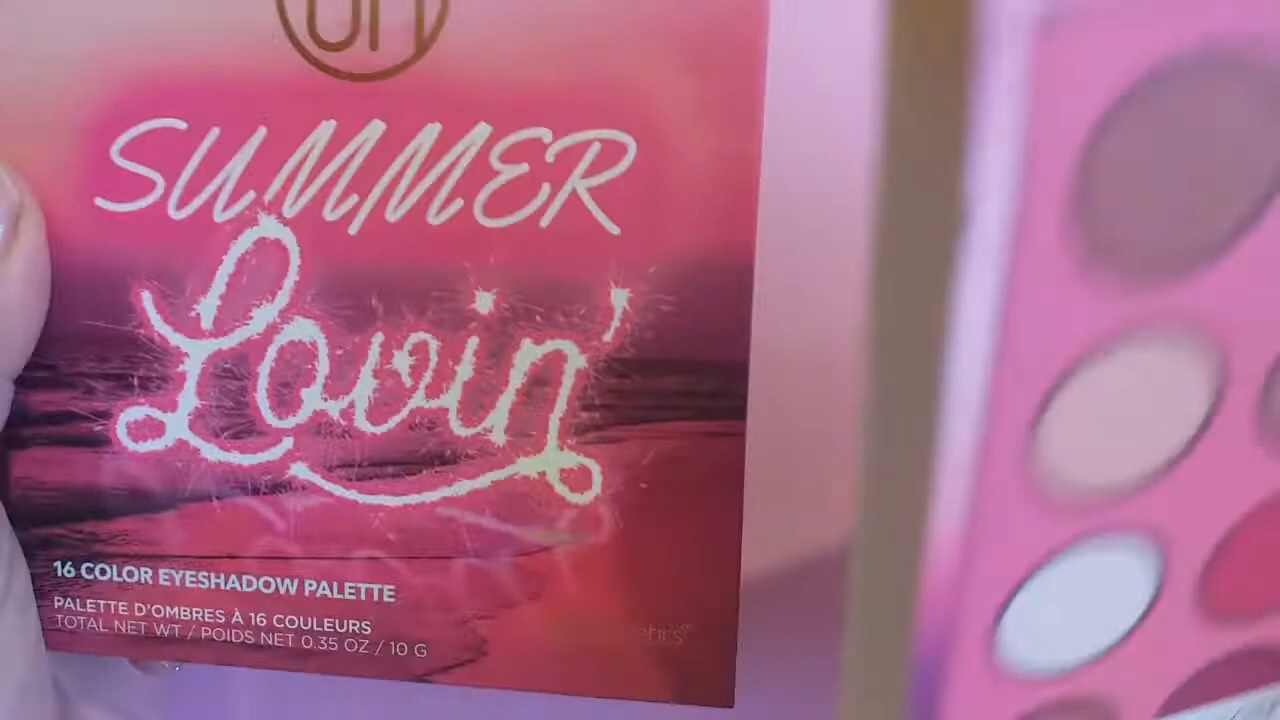 SUMMER
Lovin'
16 COLOR EYESHADOW PALETTE
PALETTE D'OMBRES À 16 COULEURS
TOTAL NET WT / POIDS NET 0.35 OZ / 10 G